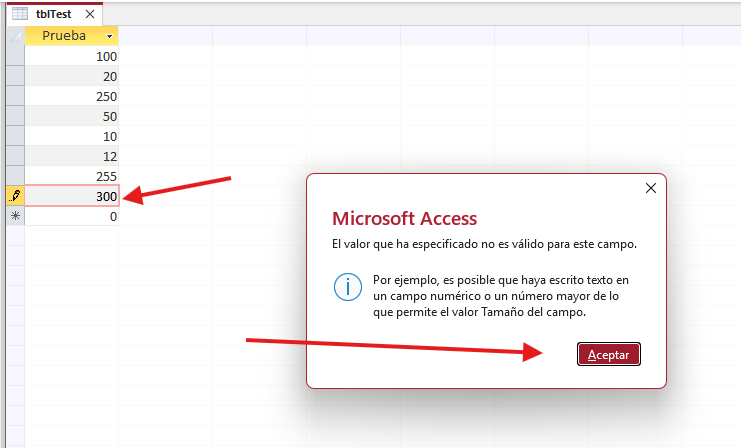 tblTest
Prueba
100
20
250
50
10
12
255
300
0
Microsoft Access
El valor que ha especificado no es válido para este campo.
Por ejemplo, es posible que haya escrito texto en
un campo numérico o un número mayor de lo
que permite el valor Tamaño del campo.
Aceptar